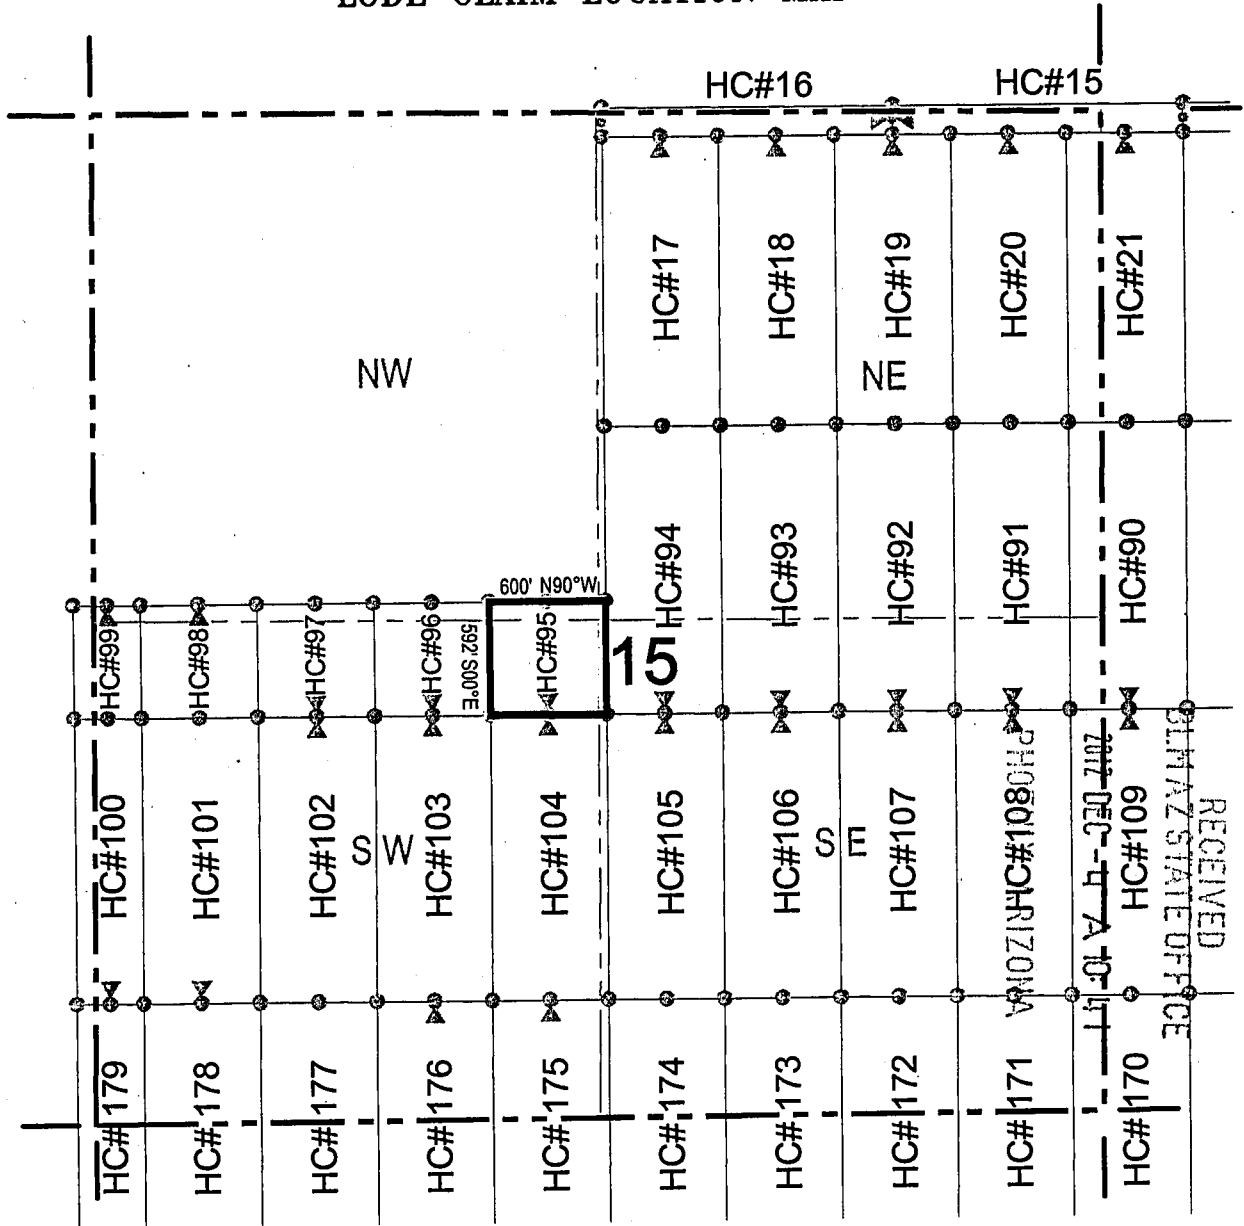 LODE CLAIM LOCATION MAP
HC#16
HC#15
HC#17
HC#18
HC#19
HC#20
HC#21
NW
NE
HC#94
HC#93
HC#92
HC#91
HC#90
600' N90°W
592' S00°E
HC#99
HC#98
HC#97
HC#96
HC#95
15
HC#100
HC#101
HC#102
SW
HC#103
HC#104
HC#105
HC#106
SE
HC#107
HC#108
HC#109
RECEIVED
BLM AZ STATE OFFICE
2012 DEC -4 A 10: 41
PHOENIX ARIZONA
HC#179
HC#178
HC#177
HC#176
HC#175
HC#174
HC#173
HC#172
HC#171
HC#170